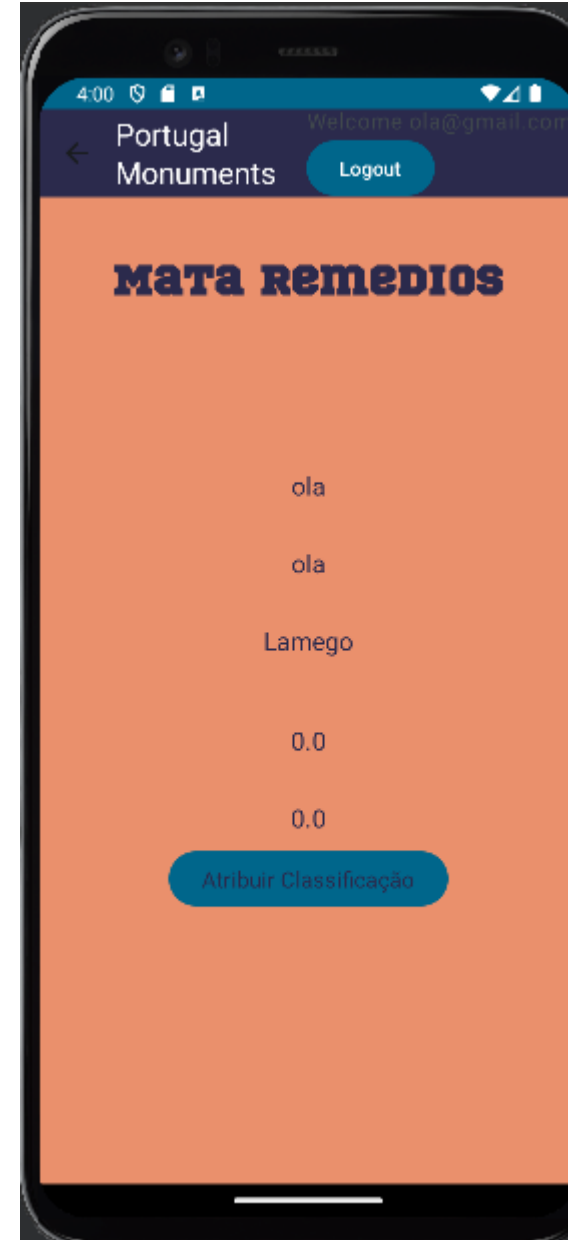 4:00
Welcome ola@gmail.com
Portugal
Monuments
Logout
Mata Remedios
ola
ola
Lamego
0.0
0.0
Atribuir Classificação